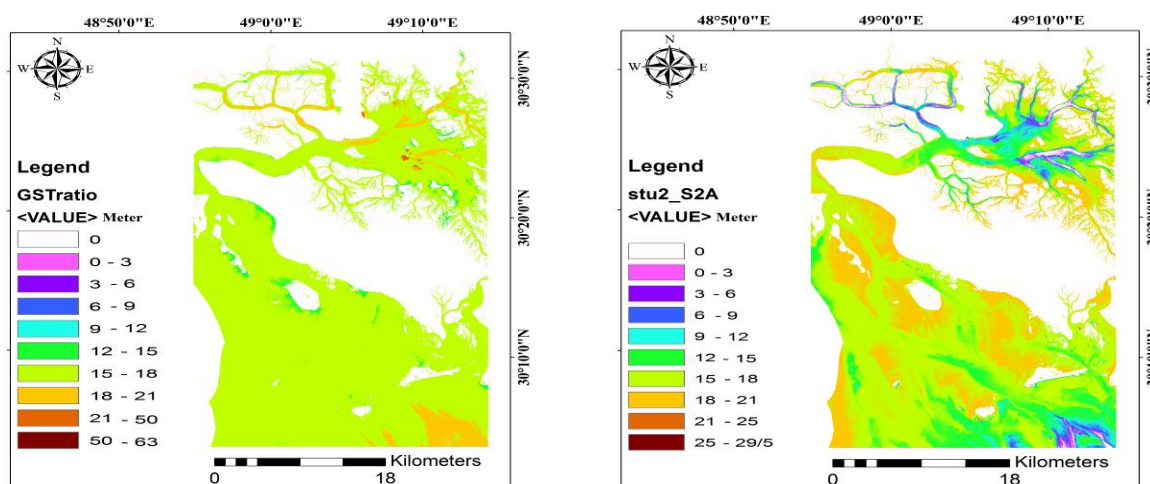 48°50'0"E 49°0'0"E 49°10'0"E
N
W E
S
30°30'0"N
30°20'0"N
30°10'0"N
Legend
GSTratio
<VALUE> Meter
0
0 - 3
3 - 6
6 - 9
9 - 12
12 - 15
15 - 18
18 - 21
21 - 50
50 - 63
Kilometers
0 18
48°50'0"E 49°0'0"E 49°10'0"E
N
W E
S
Legend
stu2_S2A
<VALUE> Meter
0
0 - 3
3 - 6
6 - 9
9 - 12
12 - 15
15 - 18
18 - 21
21 - 25
25 - 29/5
Kilometers
0 18